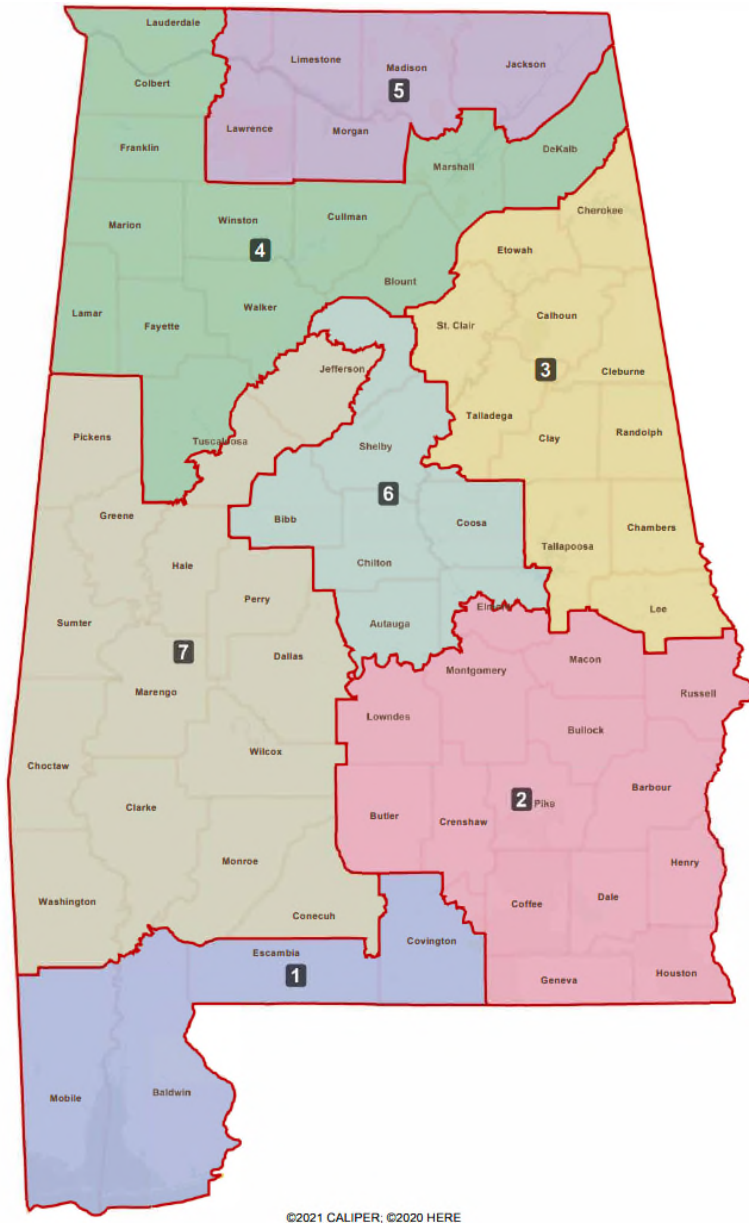 Lauderdale
Limestone
Madison
Jackson
Colbert
5
Lawrence
Morgan
Franklin
DeKalb
Marshall
Cherokee
Marion
Winston
Cullman
4
Etowah
Blount
Lamar
Walker
Fayette
St. Clair
Calhoun
Jefferson
3
Cleburne
Talladega
Pickens
Tuscaloosa
Shelby
Clay
Randolph
6
Greene
Bibb
Coosa
Chambers
Tallapoosa
Hale
Chilton
Perry
Elmore
Lee
Sumter
Autauga
7
Dallas
Macon
Montgomery
Marengo
Russell
Lowndes
Bullock
Wilcox
Choctaw
Barbour
Clarke
2
Pike
Butler
Crenshaw
Monroe
Henry
Washington
Coffee
Dale
Conecuh
Covington
Escambia
1
Houston
Geneva
Mobile
Baldwin
©2021 CALIPER; ©2020 HERE